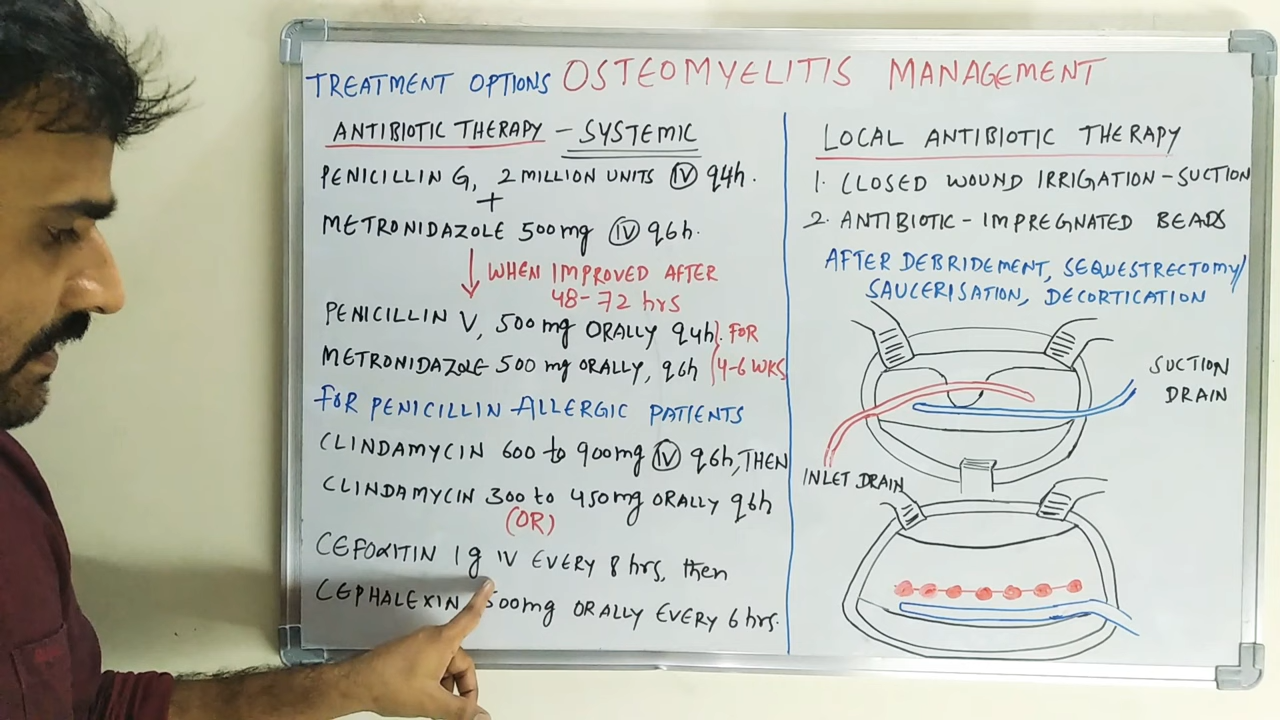 TREATMENT OPTIONS OSTEOMYELITIS MANAGEMENT
ANTIBIOTIC THERAPY - SYSTEMIC
PENICILLIN G, 2 MILLION UNITS IV q4h.
+
METRONIDAZOLE 500mg IV q6h.
↓ WHEN IMPROVED AFTER
48-72 hrs
PENICILLIN V, 500mg ORALLY q4h}. FOR
METRONIDAZOLE 500 mg ORALLY, q6h 4-6 WKS
FOR PENICILLIN ALLERGIC PATIENTS
CLINDAMYCIN 600 to 900mg IV q6h, THEN
CLINDAMYCIN 300 to 450mg ORALLY q6h
(OR)
CEFOXITIN 1g IV EVERY 8 hrs, then
CEPHALEXIN 500mg ORALLY EVERY 6 hrs.
LOCAL ANTIBIOTIC THERAPY
1. CLOSED WOUND IRRIGATION-SUCTION
2. ANTIBIOTIC-IMPREGNATED BEADS
AFTER DEBRIDEMENT, SEQUESTRECTOMY/
SAUCERISATION, DECORTICATION
SUCTION
DRAIN
INLET DRAIN